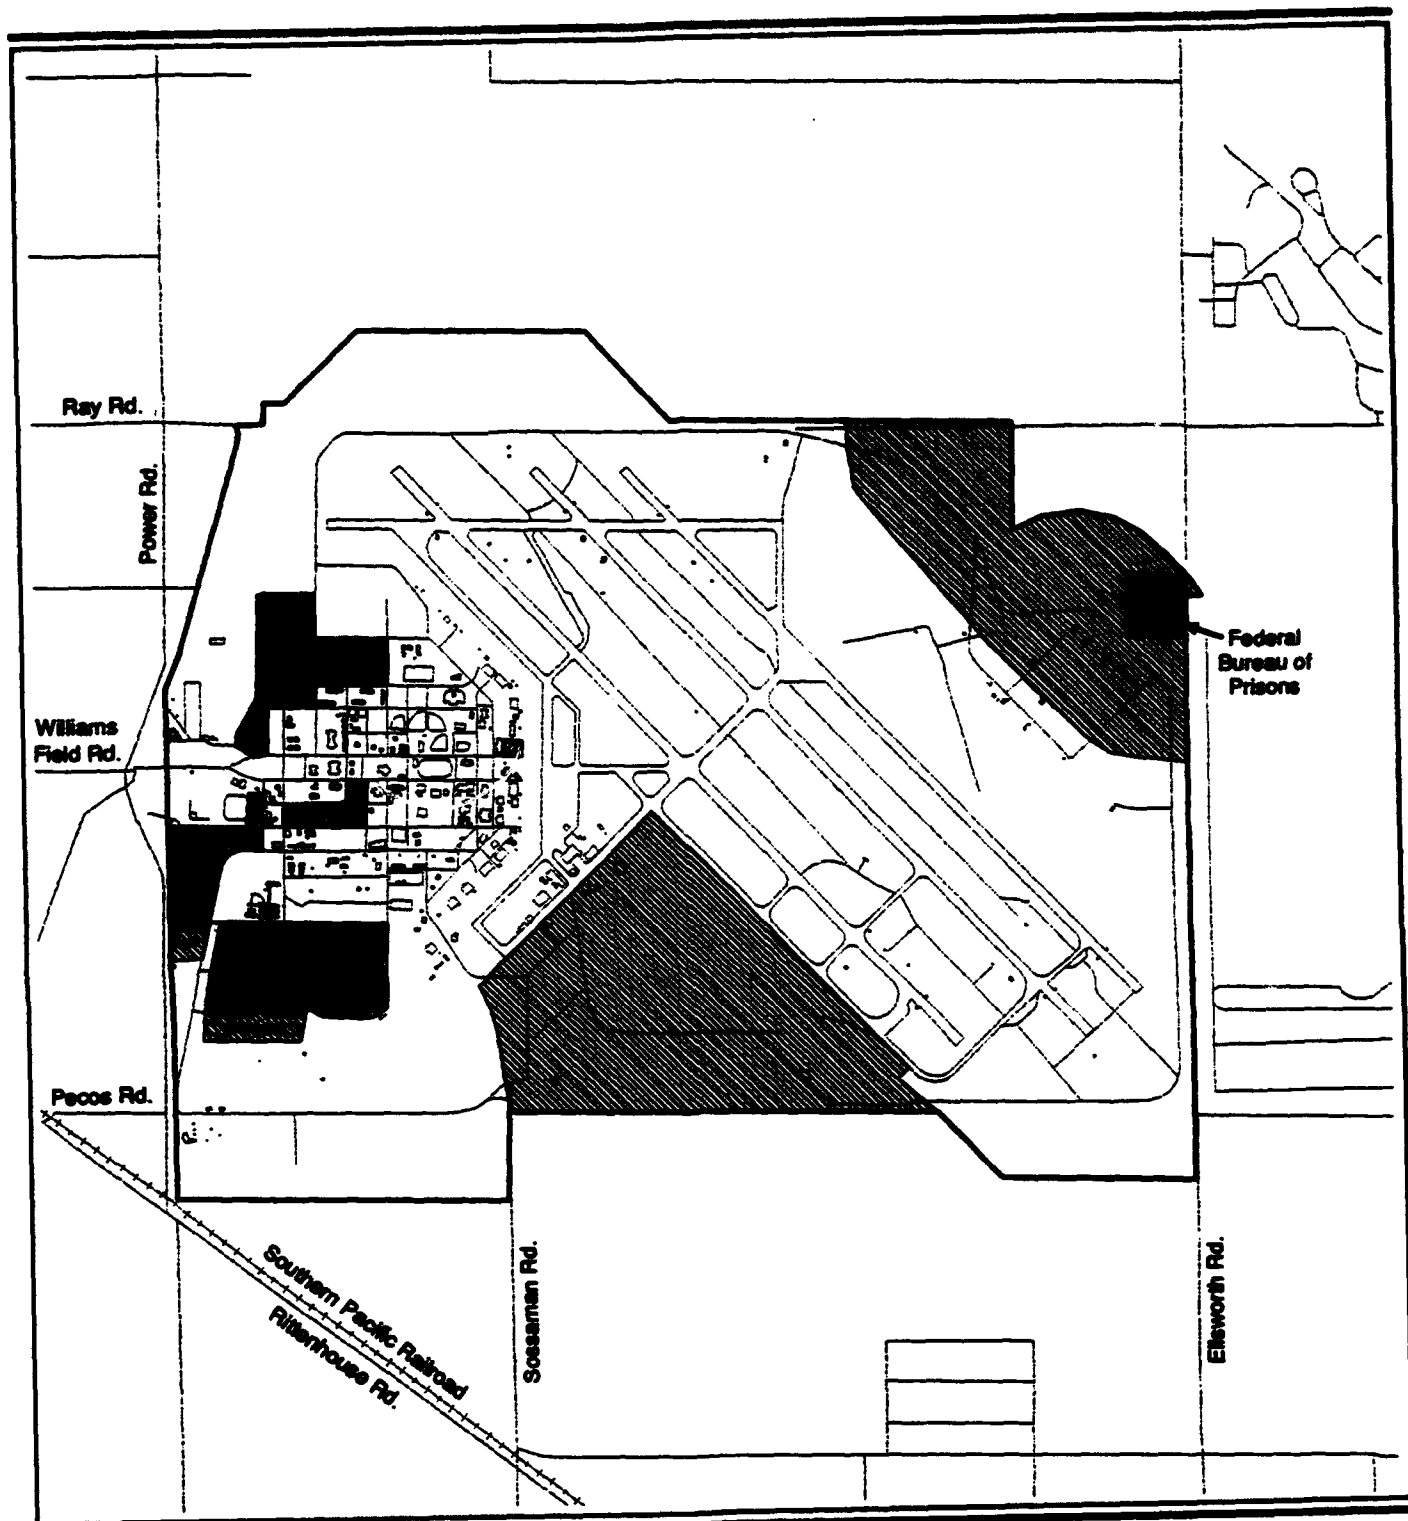 Ray Rd.
Power Rd.
Federal
Bureau of
Prisons
Williams
Field Rd.
Pecos Rd.
Southern Pacific Railroad
Rittenhouse Rd.
Sossaman Rd.
Ellsworth Rd.